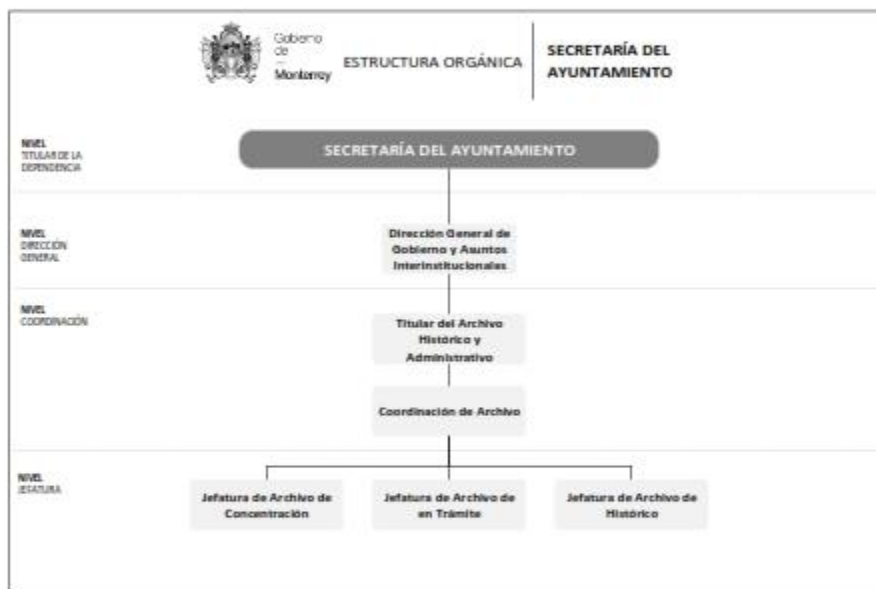 Gobierno
de
—
Monterrey
ESTRUCTURA ORGÁNICA
SECRETARÍA DEL
AYUNTAMIENTO
NIVEL
TITULAR DE LA
DEPENDENCIA
SECRETARÍA DEL AYUNTAMIENTO
NIVEL
DIRECCIÓN
GENERAL
Dirección General de
Gobierno y Asuntos
Interinstitucionales
NIVEL
COORDINACIÓN
Titular del Archivo
Histórico y
Administrativo
Coordinación de Archivo
NIVEL
JEFATURA
Jefatura de Archivo de
Concentración
Jefatura de Archivo de
en Trámite
Jefatura de Archivo de
Histórico